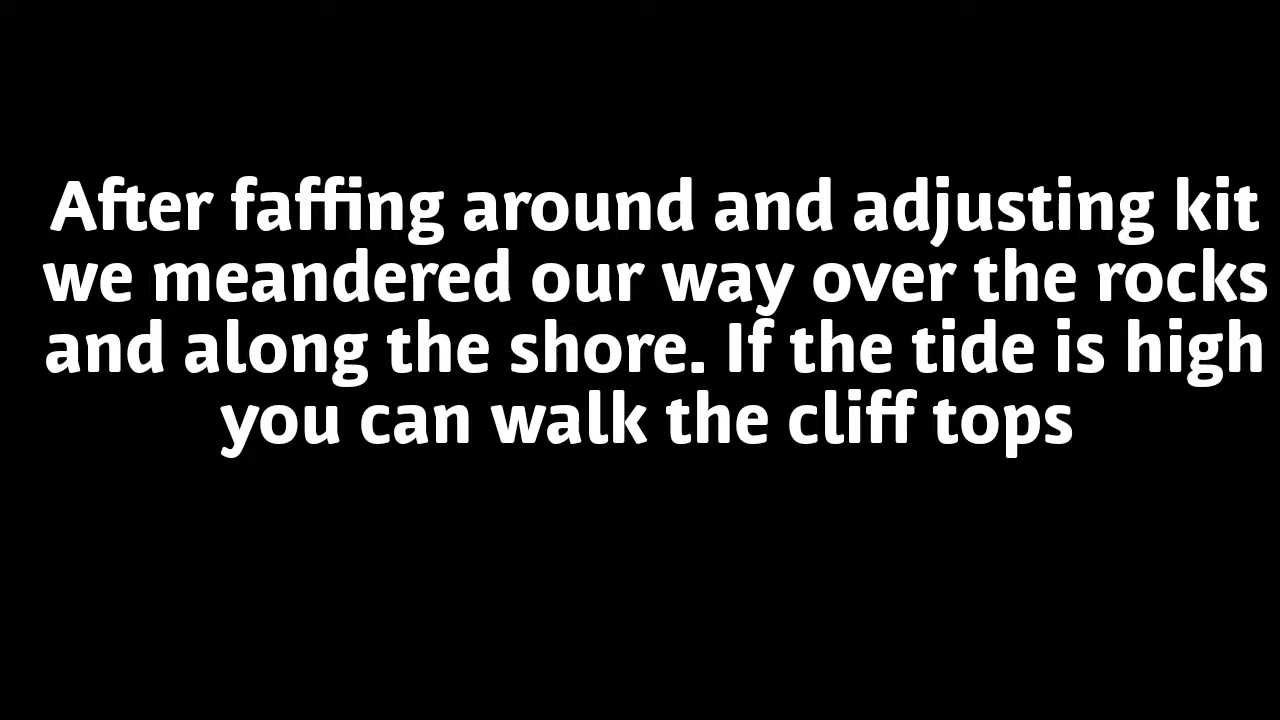 After faffing around and adjusting kit
we meandered our way over the rocks
and along the shore. If the tide is high
you can walk the cliff tops